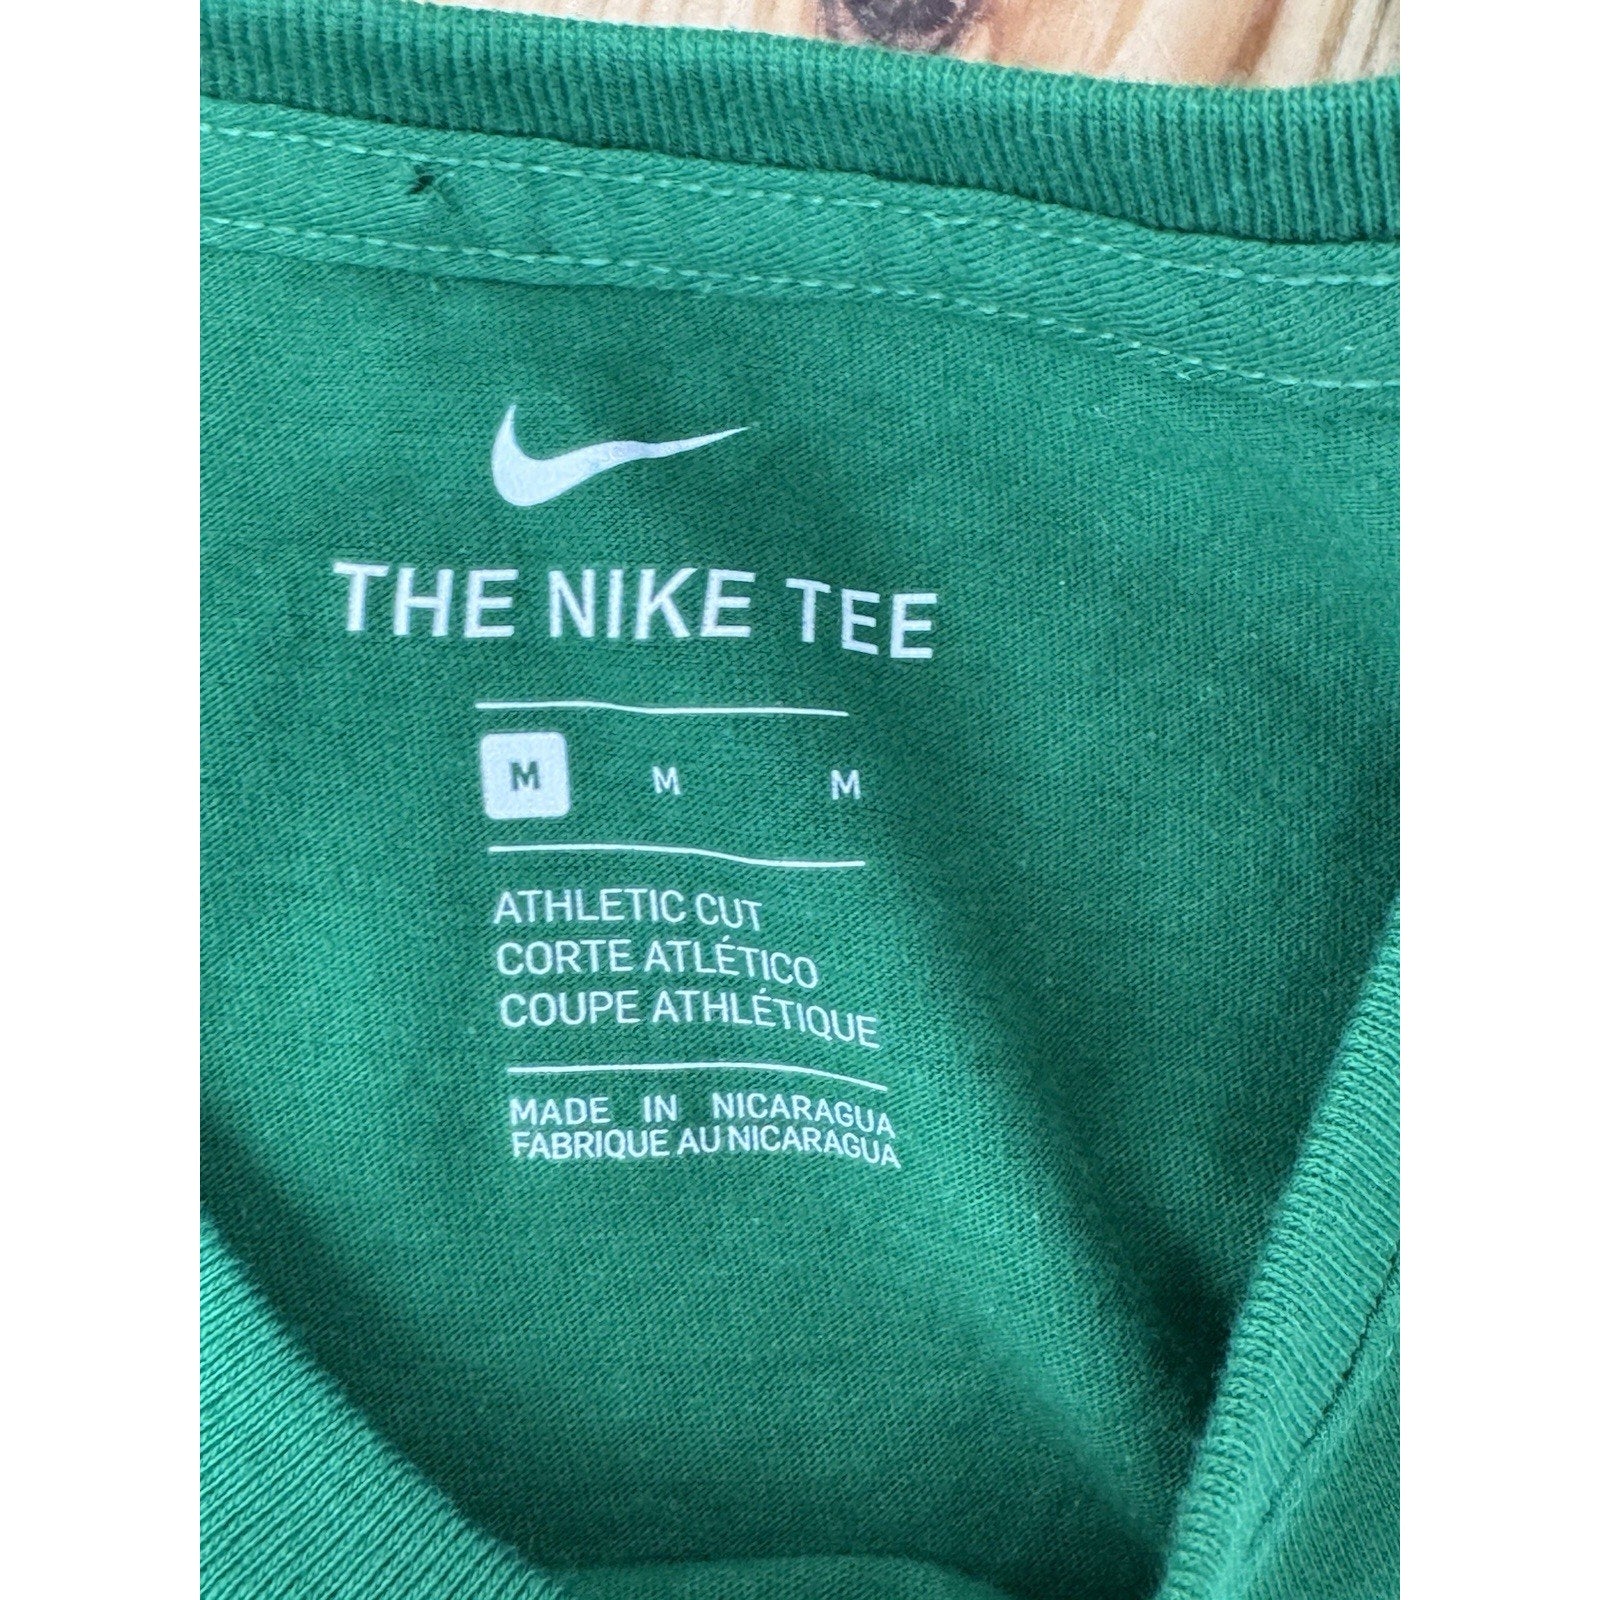 THE NIKE TEE
M M M
ATHLETIC CUT
CORTE ATLÉTICO
COUPE ATHLÉTIQUE
MADE IN NICARAGUA
FABRIQUE AU NICARAGUA